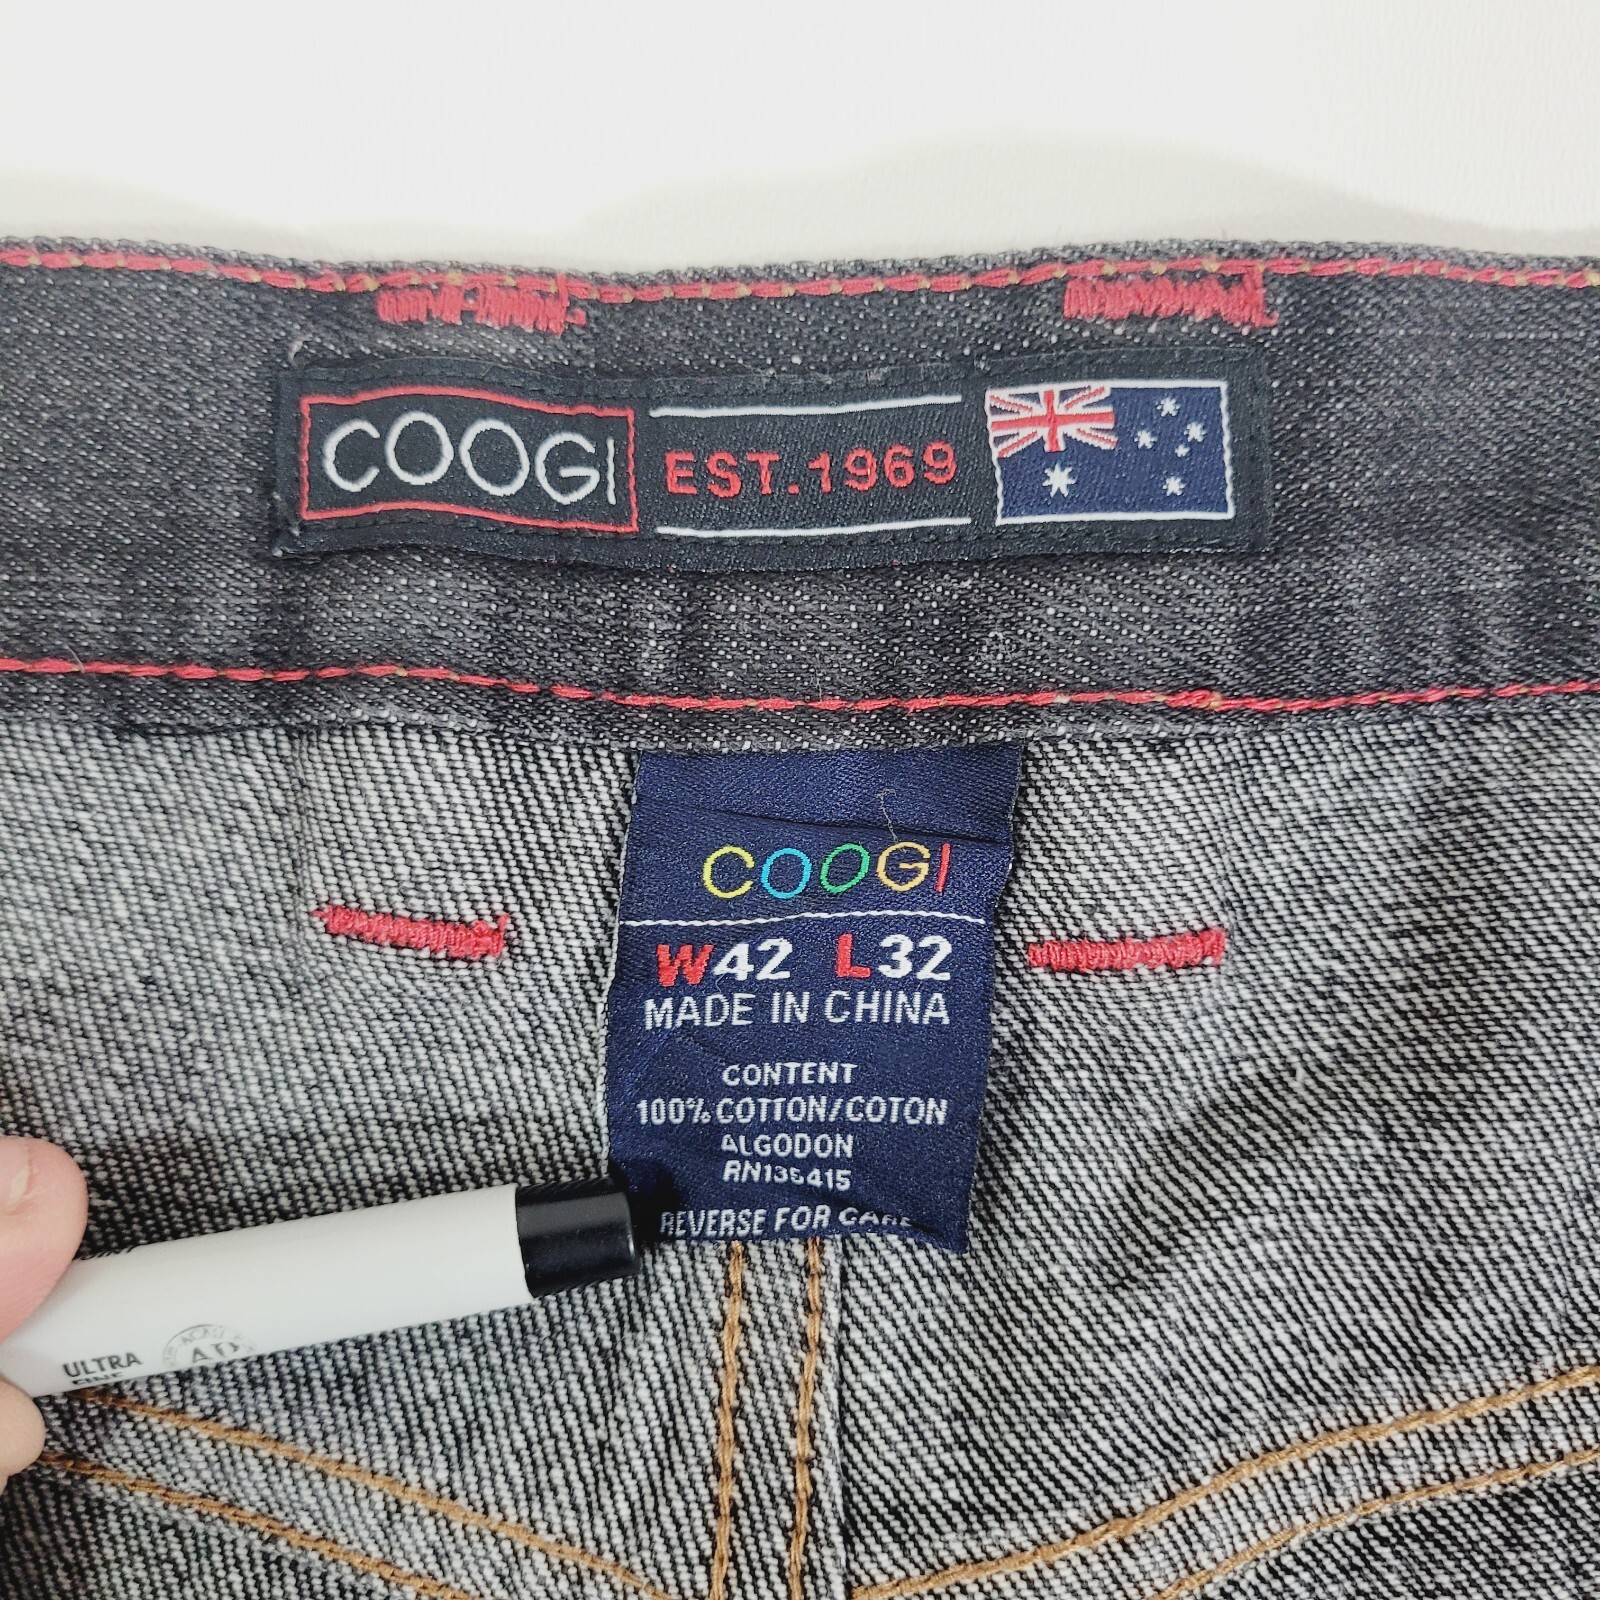 COOGI EST.1969
COOGI
W42 L32
MADE IN CHINA
CONTENT
100% COTTON/COTON
ALGODON
RN135415
REVERSE FOR CARE
ULTRA